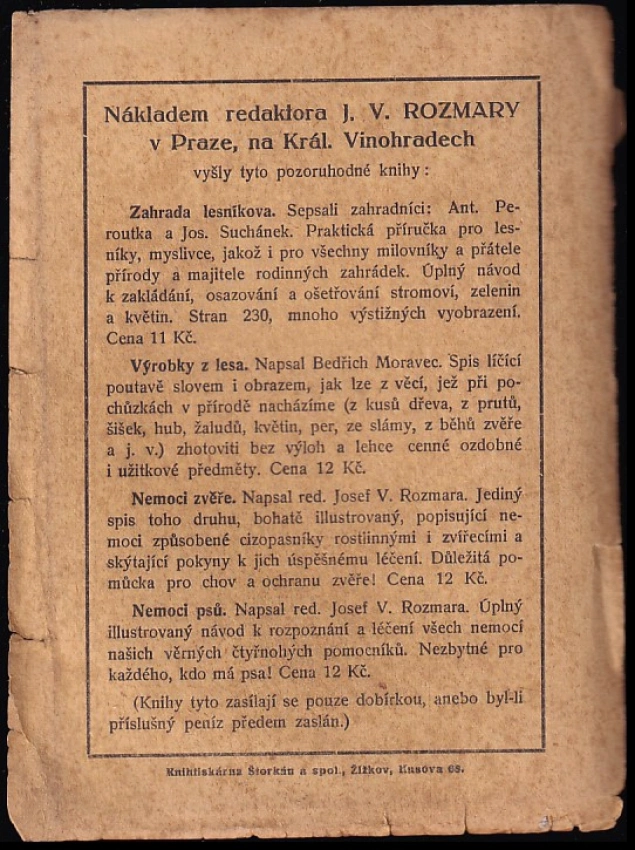 Nákladem redaktora J. V. ROZMARY
v Praze, na Král. Vinohradech
vyšly tyto pozoruhodné knihy:
Zahrada lesníkova. Sepsali zahradníci: Ant. Pe-
routka a Jos. Suchánek. Praktická příručka pro les-
níky, myslivce, jakož i pro všechny milovníky a přátele
přírody a majitele rodinných zahrádek. Úplný návod
k zakládání, osazování a ošetřování stromoví, zelenin
a květin. Stran 230, mnoho výstižných vyobrazení.
Cena 11 Kč.
Výrobky z lesa. Napsal Bedřich Moravec. Spis líčící
poutavě slovem i obrazem, jak lze z věcí, jež při po-
chůzkách v přírodě nacházíme (z kusů dřeva, z prutů,
šišek, hub, žaludů, květin, per, ze slámy, z běhů zvěře
a j. v.) zhotoviti bez výloh a lehce cenné ozdobné
i užitkové předměty. Cena 12 Kč.
Nemoci zvěře. Napsal red. Josef V. Rozmara. Jediný
spis toho druhu, bohatě illustrovaný, popisující ne-
moci způsobené cizopasníky rostlinnými i zvířecími a
skýtající pokyny k jich úspěšnému léčení. Důležitá po-
můcka pro chov a ochranu zvěře! Cena 12 Kč.
Nemoci psů. Napsal red. Josef V. Rozmara. Úplný
illustrovaný návod k rozpoznání a léčení všech nemocí
našich věrných čtyřnohých pomocníků. Nezbytné pro
každého, kdo má psa! Cena 12 Kč.
(Knihy tyto zasílají se pouze dobírkou, anebo byl-li
příslušný peníz předem zaslán.)
Knihtiskárna Štorkán a spol., Žižkov, Husova 68.